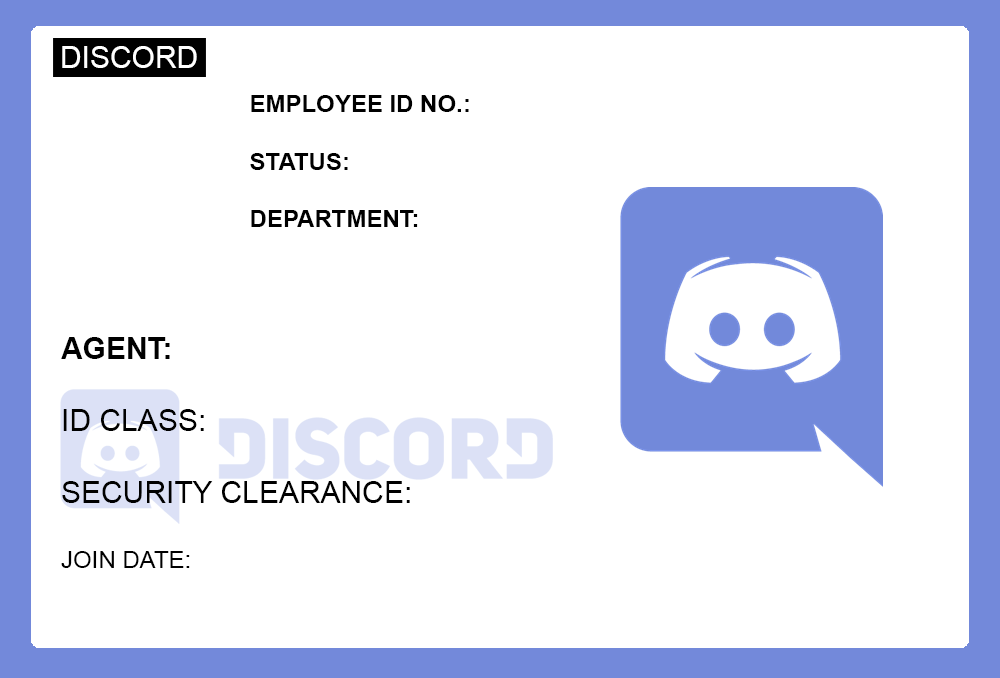 DISCORD
EMPLOYEE ID NO.:
STATUS:
DEPARTMENT:
AGENT:
ID CLASS:
DISCORD
SECURITY CLEARANCE:
JOIN DATE: